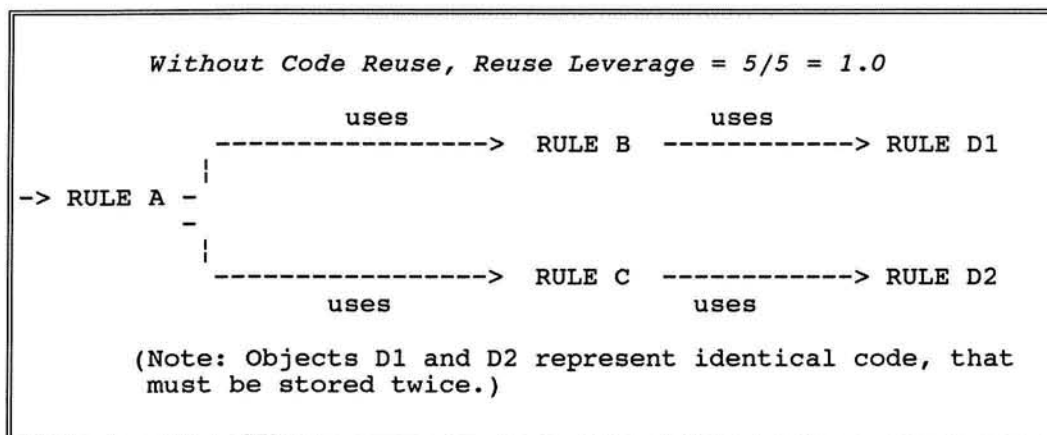 Without Code Reuse, Reuse Leverage = 5/5 = 1.0
uses uses
-----------------> RULE B ------------> RULE D1
-> RULE A -
-
-----------------> RULE C ------------> RULE D2
uses uses
(Note: Objects D1 and D2 represent identical code, that
must be stored twice.)